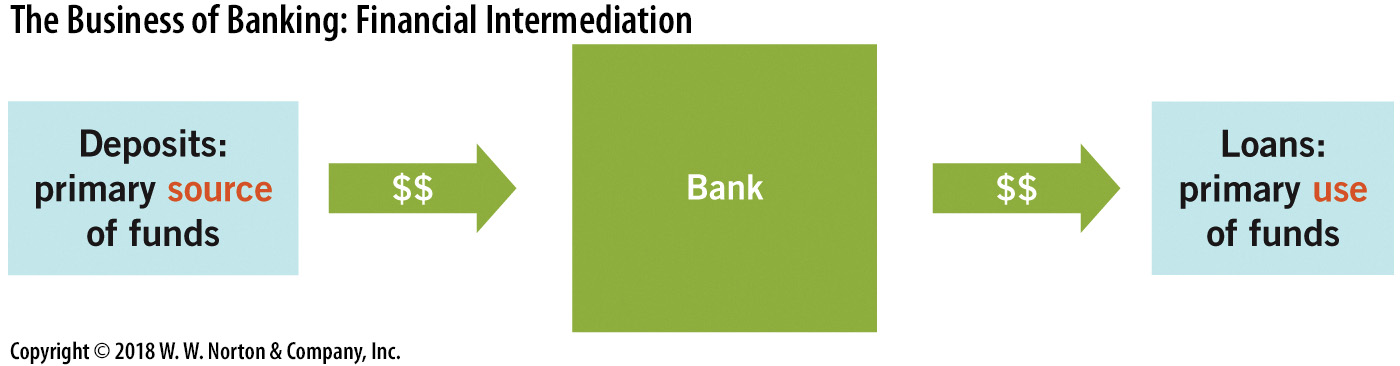 The Business of Banking: Financial Intermediation
Deposits:
primary source
of funds
$$
Bank
$$
Loans:
primary use
of funds
Copyright © 2018 W. W. Norton & Company, Inc.